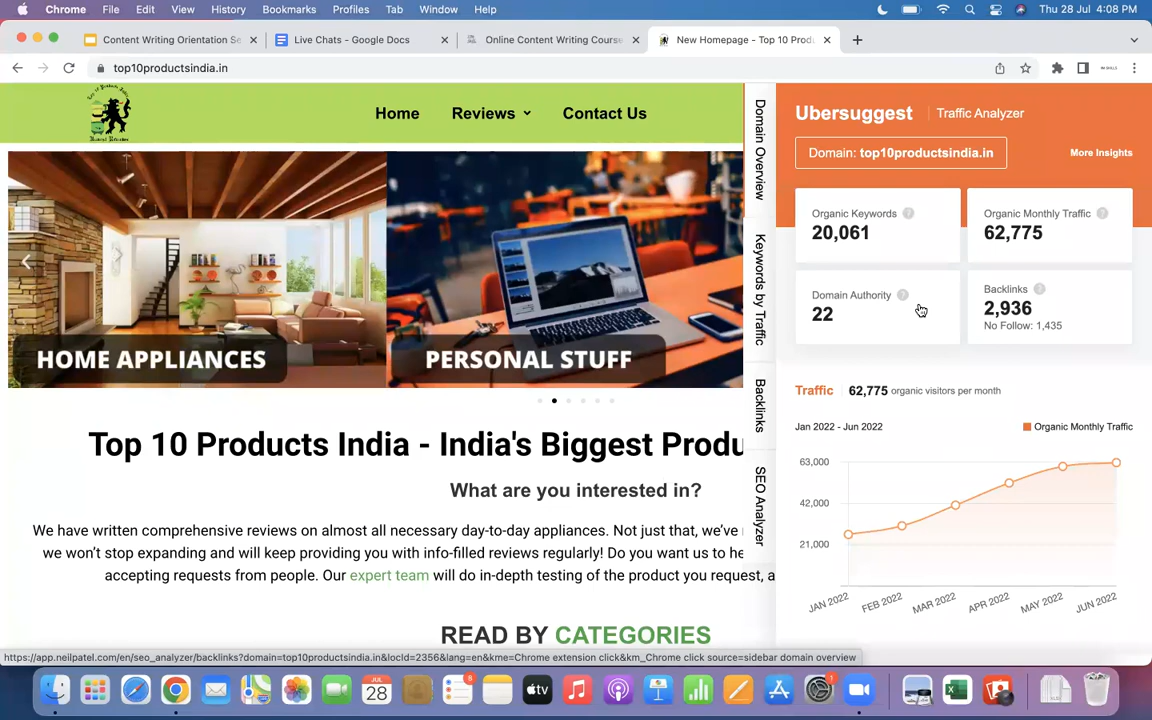 Chrome File Edit View History Bookmarks Profiles Tab Window Help Thu 28 Jul 4:08 PM
Content Writing Orientation Se Live Chats - Google Docs Online Content Writing Course New Homepage - Top 10 Produ
top10productsindia.in
Home Reviews Contact Us
HOME APPLIANCES
PERSONAL STUFF
Top 10 Products India - India's Biggest Produ
What are you interested in?
We have written comprehensive reviews on almost all necessary day-to-day appliances. Not just that, we've
we won't stop expanding and will keep providing you with info-filled reviews regularly! Do you want us to he
accepting requests from people. Our expert team will do in-depth testing of the product you request, a
READ BY CATEGORIES
Domain Overview
Keywords by Traffic
Backlinks
SEO Analyzer
Ubersuggest Traffic Analyzer
Domain: top10productsindia.in More Insights
Organic Keywords ?
20,061
Organic Monthly Traffic ?
62,775
Domain Authority ?
22
Backlinks ?
2,936
No Follow: 1,435
Traffic 62,775 organic visitors per month
Jan 2022 - Jun 2022 Organic Monthly Traffic
63,000
42,000
21,000
JAN 2022 FEB 2022 MAR 2022 APR 2022 MAY 2022 JUN 2022
https://app.neilpatel.com/en/seo_analyzer/backlinks?domain=top10productsindia.in&locId=2356&lang=en&kme=Chrome extension click&km_Chrome click source=sidebar domain overview
JUL
28
8
tv
1